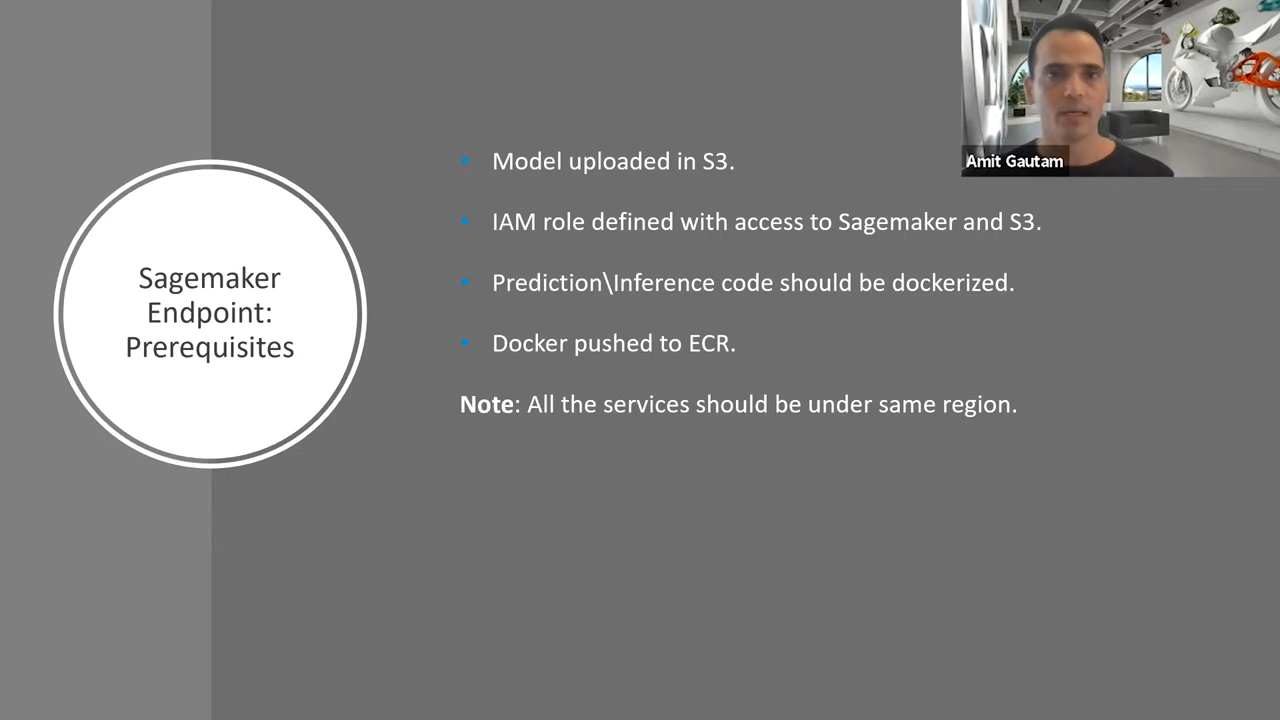 Sagemaker
Endpoint:
Prerequisites
• Model uploaded in S3.
• IAM role defined with access to Sagemaker and S3.
• Prediction\Inference code should be dockerized.
• Docker pushed to ECR.
Note: All the services should be under same region.
Amit Gautam